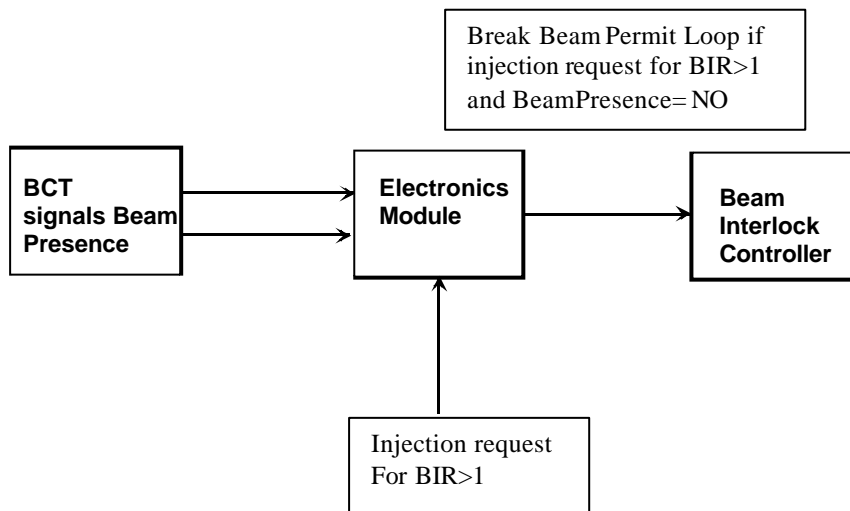 Break Beam Permit Loop if
injection request for BIR>1
and BeamPresence= NO
BCT
signals Beam
Presence
Electronics
Module
Beam
Interlock
Controller
Injection request
For BIR>1